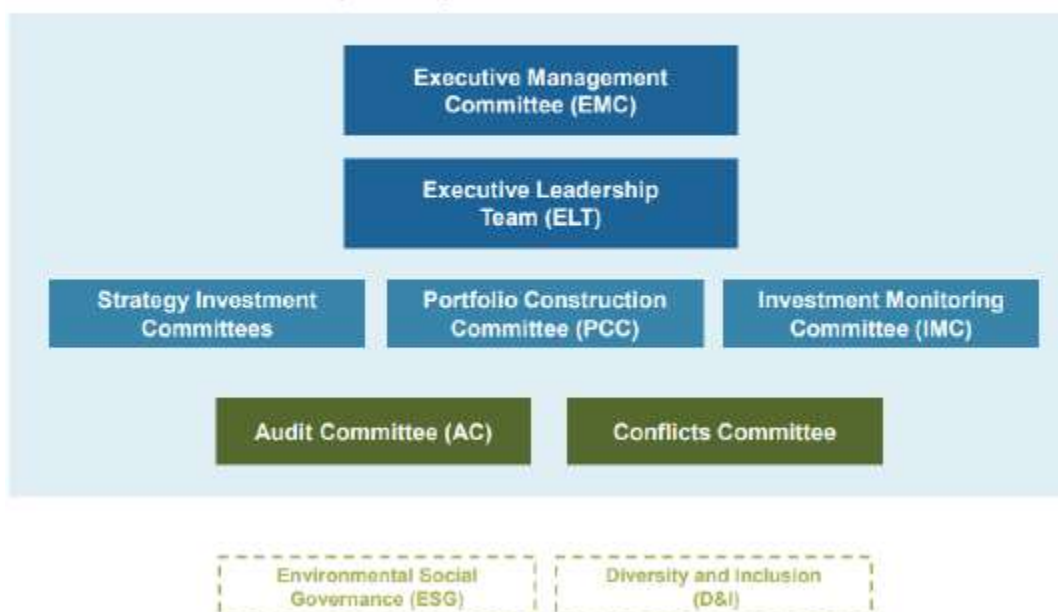 Executive Management
Committee (EMC)
Executive Leadership
Team (ELT)
Strategy Investment
Committees
Portfolio Construction
Committee (PCC)
Investment Monitoring
Committee (IMC)
Audit Committee (AC)
Conflicts Committee
Environmental Social
Governance (ESG)
Diversity and Inclusion
(D&I)